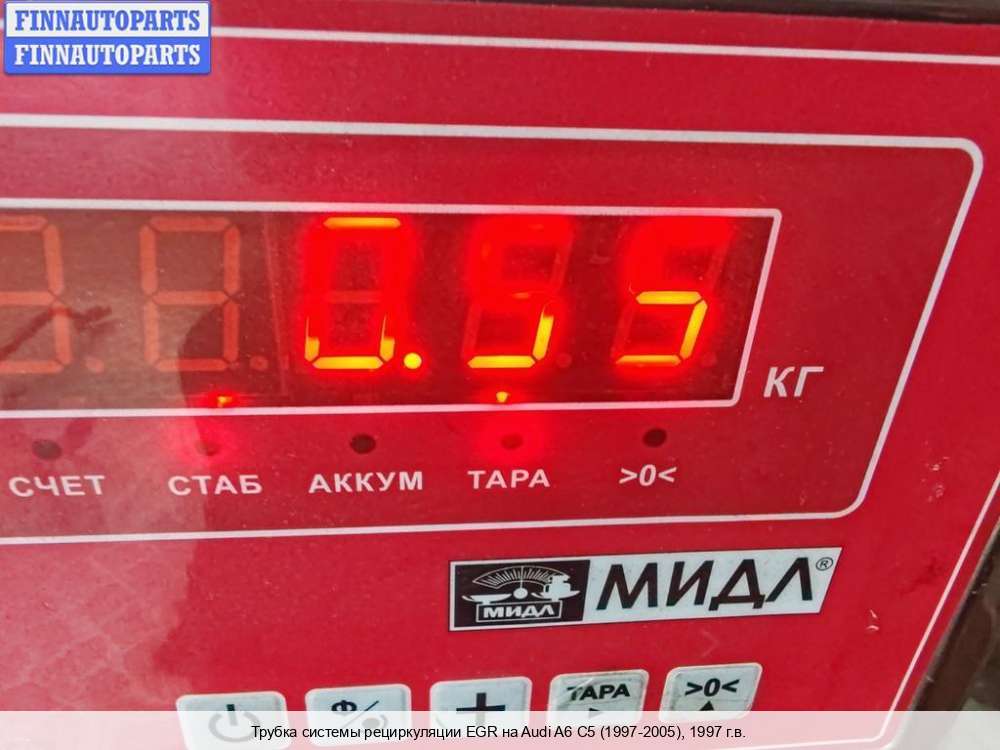 FINNAUTOPARTS
FINNAUTOPARTS
0.55
КГ
СЧЕТ СТАБ АККУМ ТАРА >0<
МИДЛ МИДЛ®
Ф/ + ТАРА >0<
Трубка системы рециркуляции EGR на Audi A6 C5 (1997-2005), 1997 г.в.